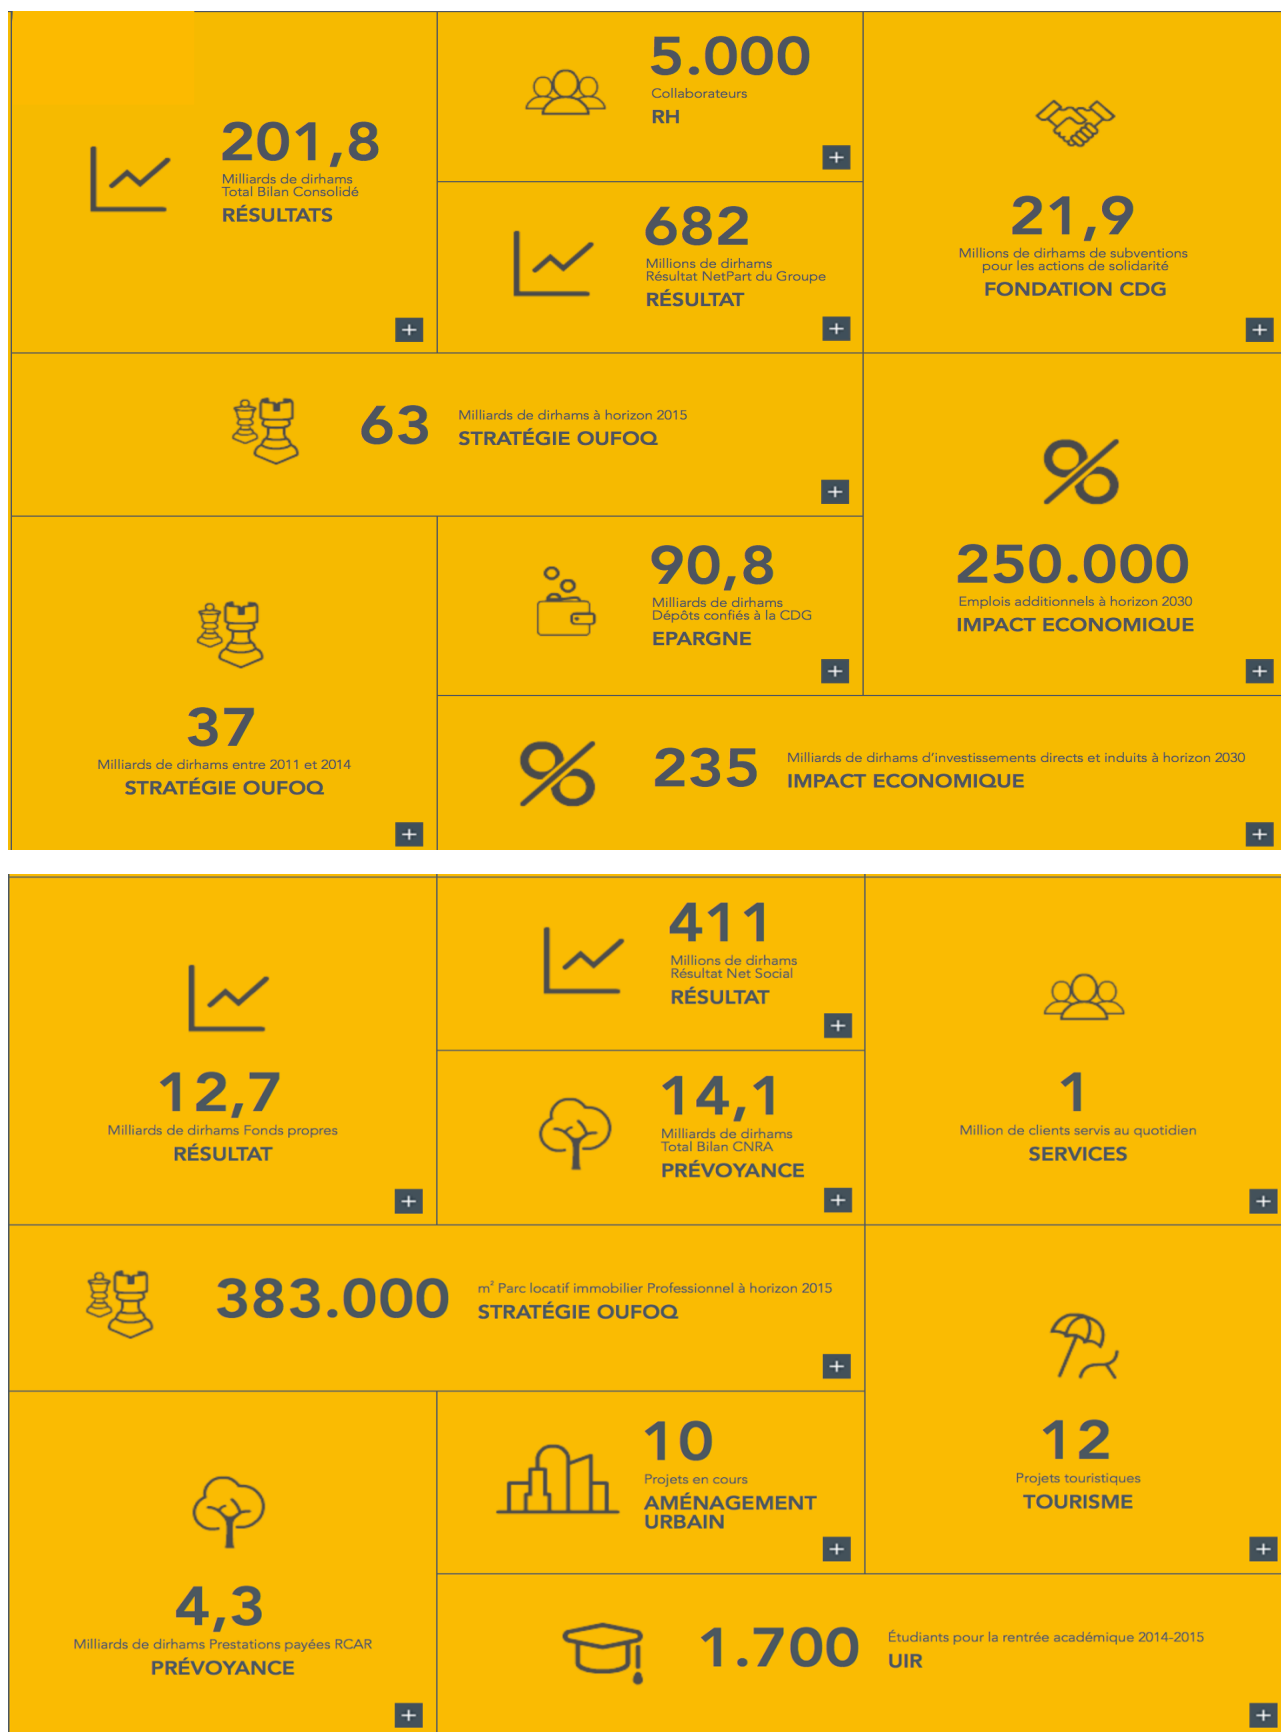 201,8
Milliards de dirhams
Total Bilan Consolidé
RÉSULTATS
5.000
Collaborateurs
RH
682
Millions de dirhams
Résultat NetPart du Groupe
RÉSULTAT
21,9
Millions de dirhams de subventions
pour les actions de solidarité
FONDATION CDG
63
Milliards de dirhams à horizon 2015
STRATÉGIE OUFOQ
250.000
Emplois additionnels à horizon 2030
IMPACT ECONOMIQUE
37
Milliards de dirhams entre 2011 et 2014
STRATÉGIE OUFOQ
90,8
Milliards de dirhams
Dépôts confiés à la CDG
EPARGNE
235
Milliards de dirhams d'investissements directs et induits à horizon 2030
IMPACT ECONOMIQUE
12,7
Milliards de dirhams Fonds propres
RÉSULTAT
411
Millions de dirhams
Résultat Net Social
RÉSULTAT
14,1
Milliards de dirhams
Total Bilan CNRA
PRÉVOYANCE
1
Million de clients servis au quotidien
SERVICES
383.000
m² Parc locatif immobilier Professionnel à horizon 2015
STRATÉGIE OUFOQ
12
Projets touristiques
TOURISME
4,3
Milliards de dirhams Prestations payées RCAR
PRÉVOYANCE
10
Projets en cours
AMÉNAGEMENT
URBAIN
1.700
Étudiants pour la rentrée académique 2014-2015
UIR